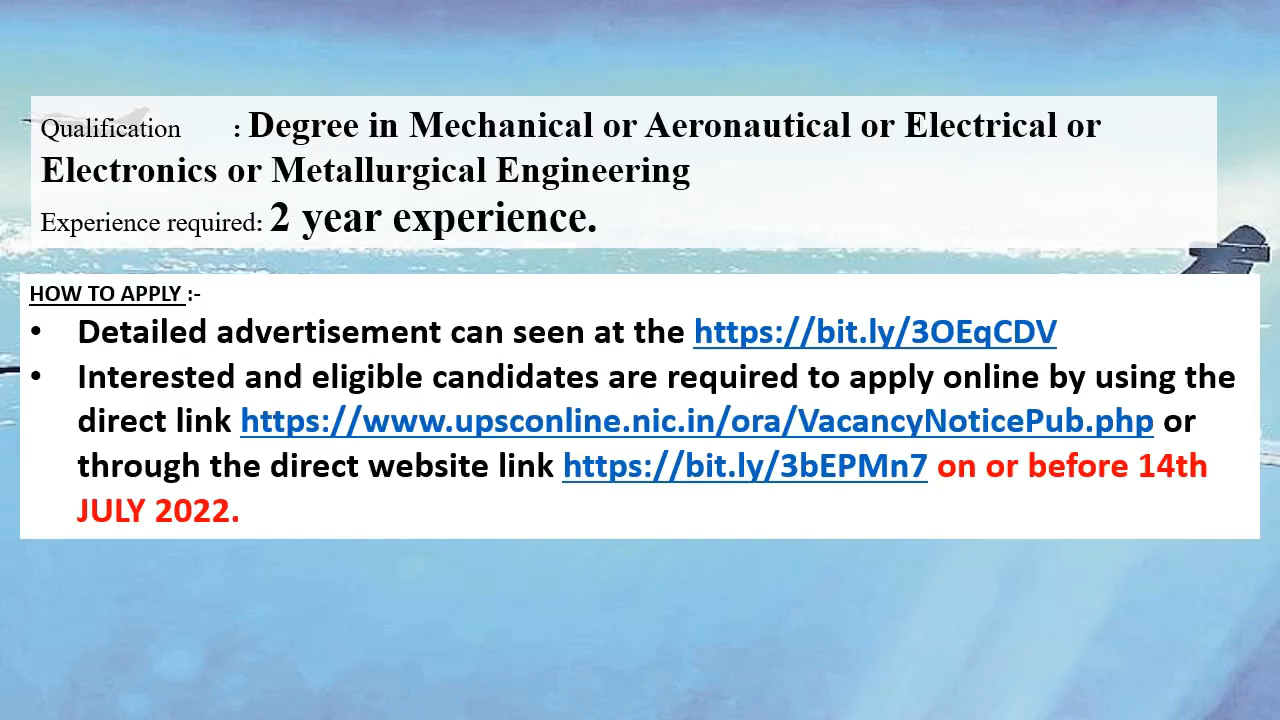 Qualification : Degree in Mechanical or Aeronautical or Electrical or
Electronics or Metallurgical Engineering
Experience required: 2 year experience.
HOW TO APPLY :-
• Detailed advertisement can seen at the https://bit.ly/3OEqCDV
• Interested and eligible candidates are required to apply online by using the
direct link https://www.upsconline.nic.in/ora/VacancyNoticePub.php or
through the direct website link https://bit.ly/3bEPMn7 on or before 14th
JULY 2022.